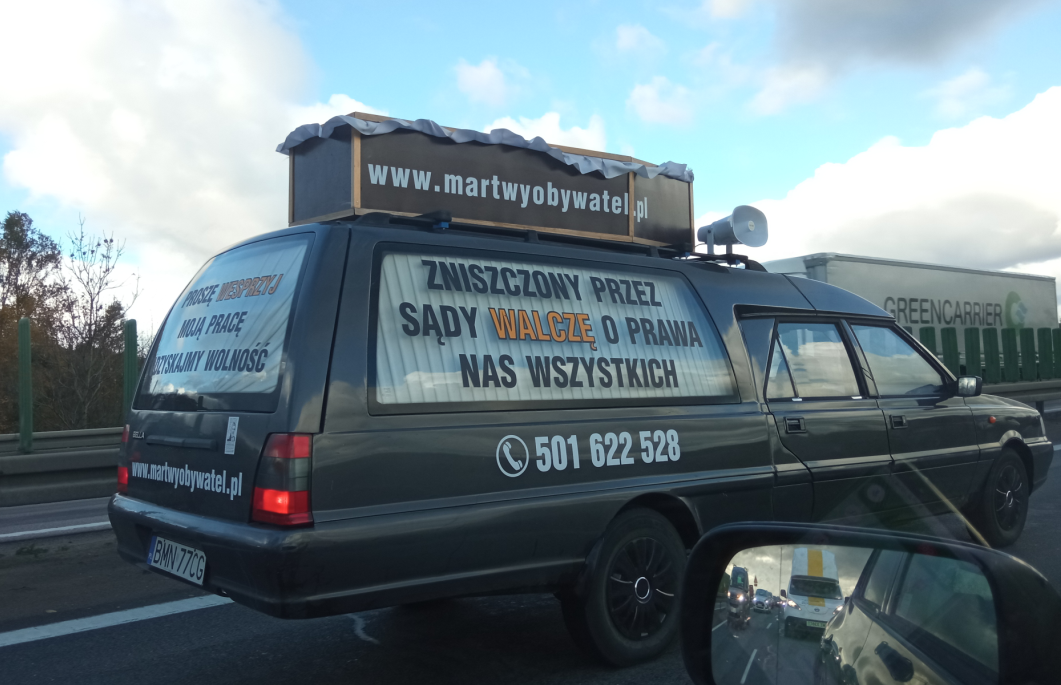 www.martwyobywatel.pl
GREENCARRIER
PROSZĘ WESPRZYJ
MOJĄ PRACĘ
ODZYSKAJMY WOLNOŚĆ
ZNISZCZONY PRZEZ
SĄDY WALCZĘ O PRAWA
NAS WSZYSTKICH
501 622 528
BELLA
www.martwyobywatel.pl
BMN 77CG